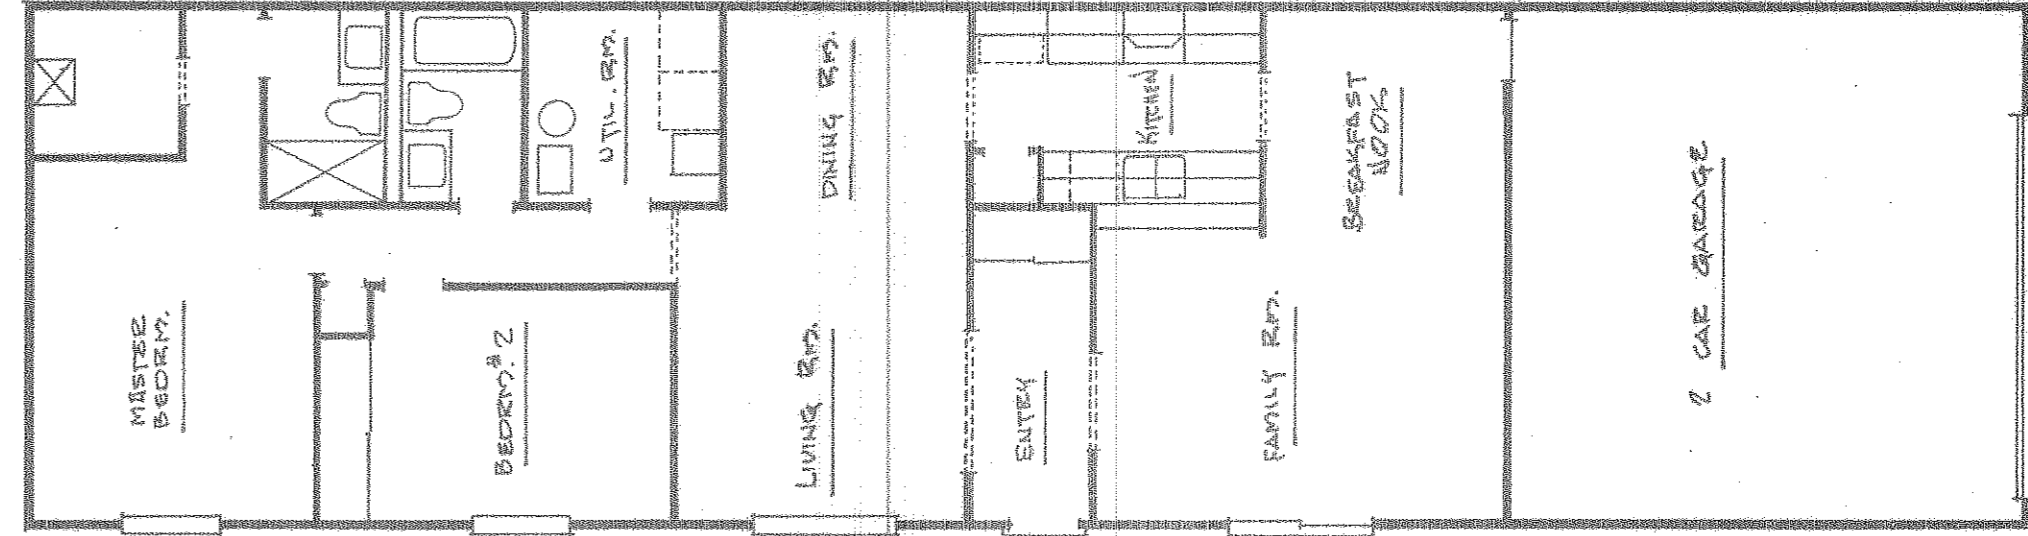 MASTER
BEDRM.
BEDRM. #2
UTIL. RM.
LIVING RM.
DINING RM.
ENTRY
KITCHEN
FAMILY RM.
BREAKFAST
NOOK
2 CAR GARAGE